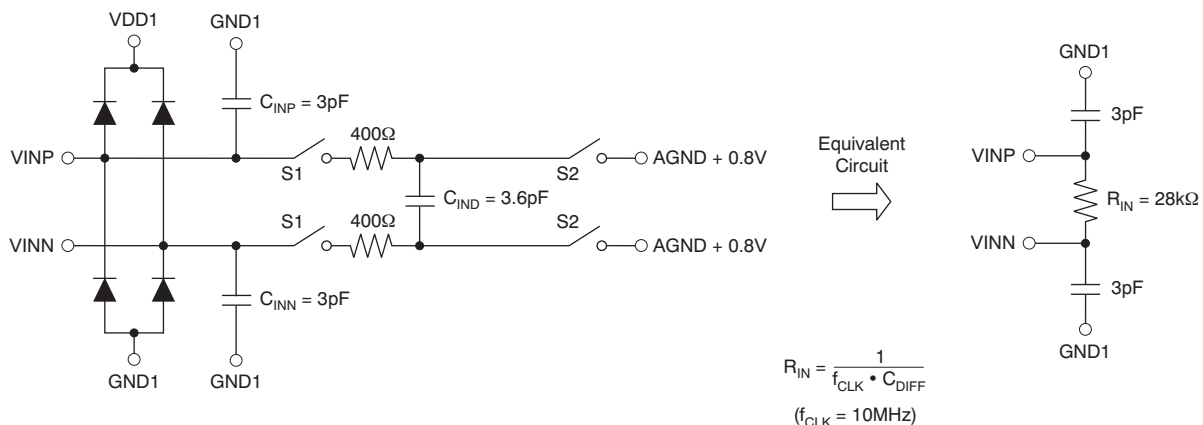 VDD1
GND1
C_INP = 3pF
400Ω
VINP
S1
S2
AGND + 0.8V
C_IND = 3.6pF
S1
400Ω
S2
VINN
AGND + 0.8V
C_INN = 3pF
GND1
GND1
Equivalent
Circuit
GND1
3pF
VINP
R_IN = 28kΩ
VINN
3pF
GND1
R_IN = 1 / f_CLK • C_DIFF
(f_CLK = 10MHz)